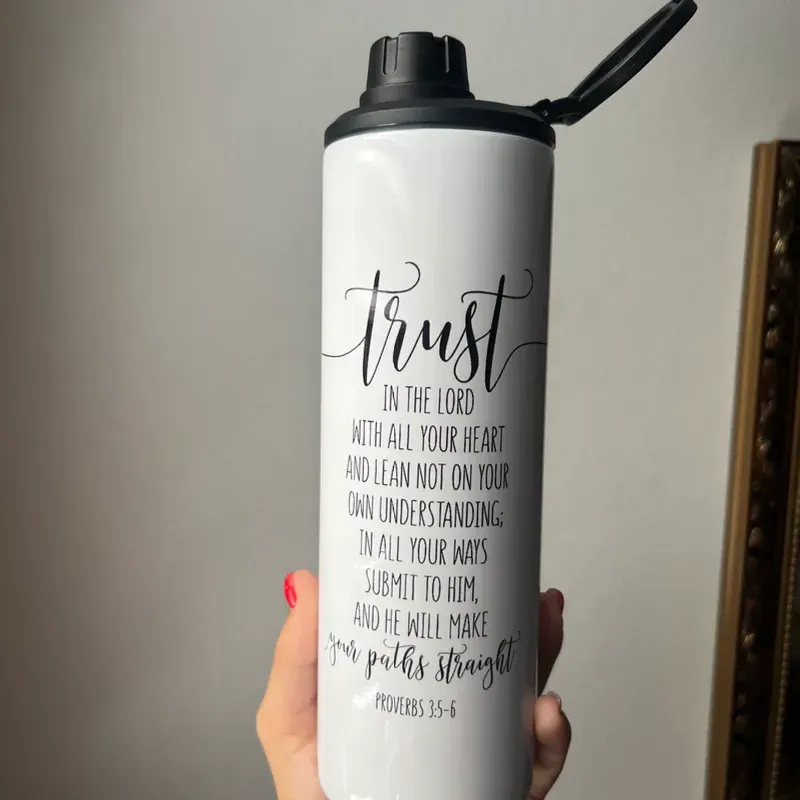 trust
IN THE LORD
WITH ALL YOUR HEART
AND LEAN NOT ON YOUR
OWN UNDERSTANDING;
IN ALL YOUR WAYS
SUBMIT TO HIM,
AND HE WILL MAKE
your paths straight
PROVERBS 3:5-6